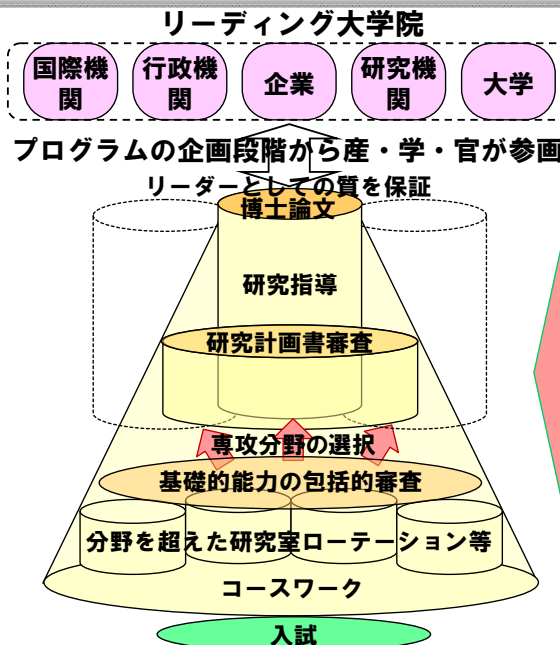 リーディング大学院
国際機
関
行政機
関
企業
研究機
関
大学
プログラムの企画段階から産・学・官が参画
リーダーとしての質を保証
博士論文
研究指導
研究計画書審査
専攻分野の選択
基礎的能力の包括的審査
分野を超えた研究室ローテーション等
コースワーク
入試